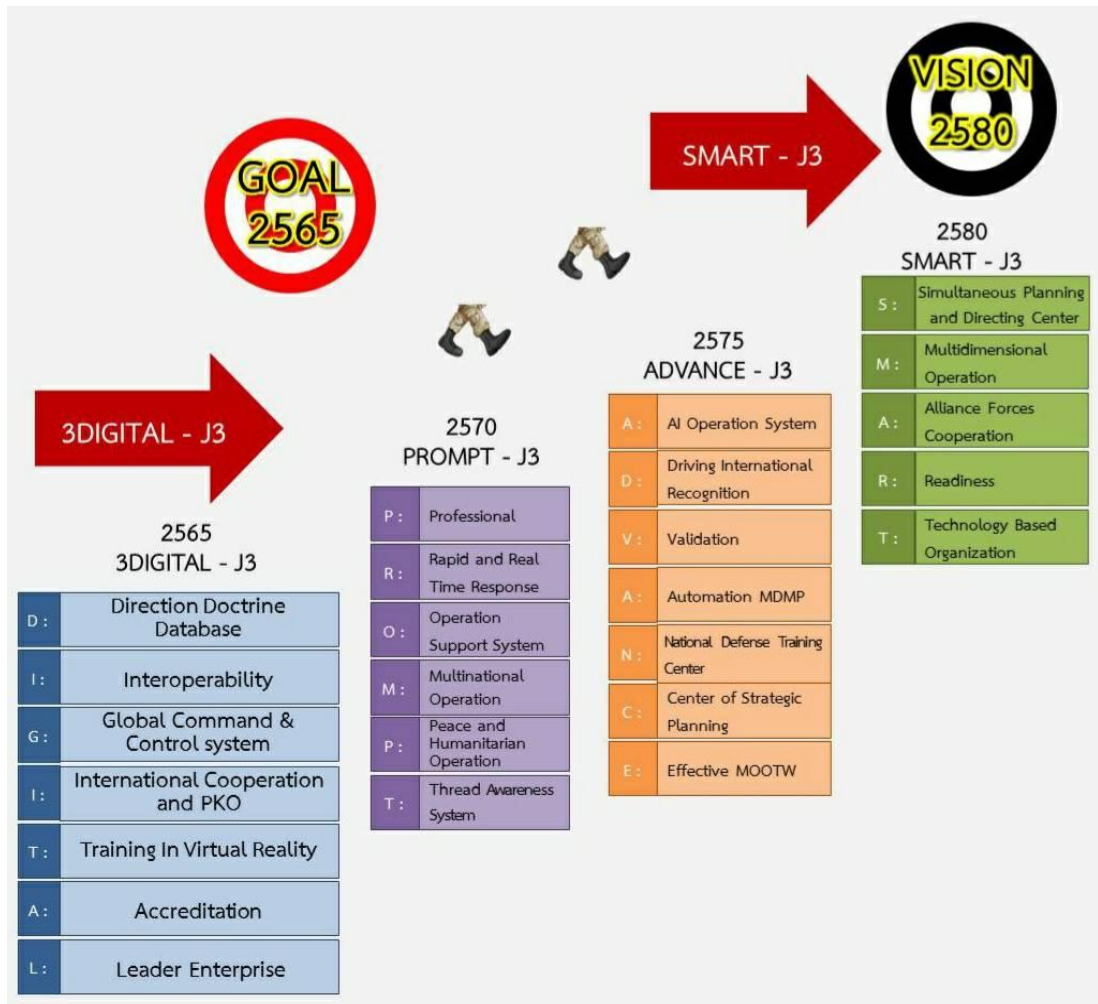 GOAL
2565
VISION
2580
SMART - J3
3DIGITAL - J3
2565
3DIGITAL - J3
D :
Direction Doctrine
Database
I :
Interoperability
G :
Global Command &
Control system
I :
International Cooperation
and PKO
T :
Training In Virtual Reality
A :
Accreditation
L :
Leader Enterprise
2570
PROMPT - J3
P :
Professional
R :
Rapid and Real
Time Response
O :
Operation
Support System
M :
Multinational
Operation
P :
Peace and
Humanitarian
Operation
T :
Thread Awareness
System
2575
ADVANCE - J3
A :
AI Operation System
D :
Driving International
Recognition
V :
Validation
A :
Automation MDMP
N :
National Defense Training
Center
C :
Center of Strategic
Planning
E :
Effective MOOTW
2580
SMART - J3
S :
Simultaneous Planning
and Directing Center
M :
Multidimensional
Operation
A :
Alliance Forces
Cooperation
R :
Readiness
T :
Technology Based
Organization